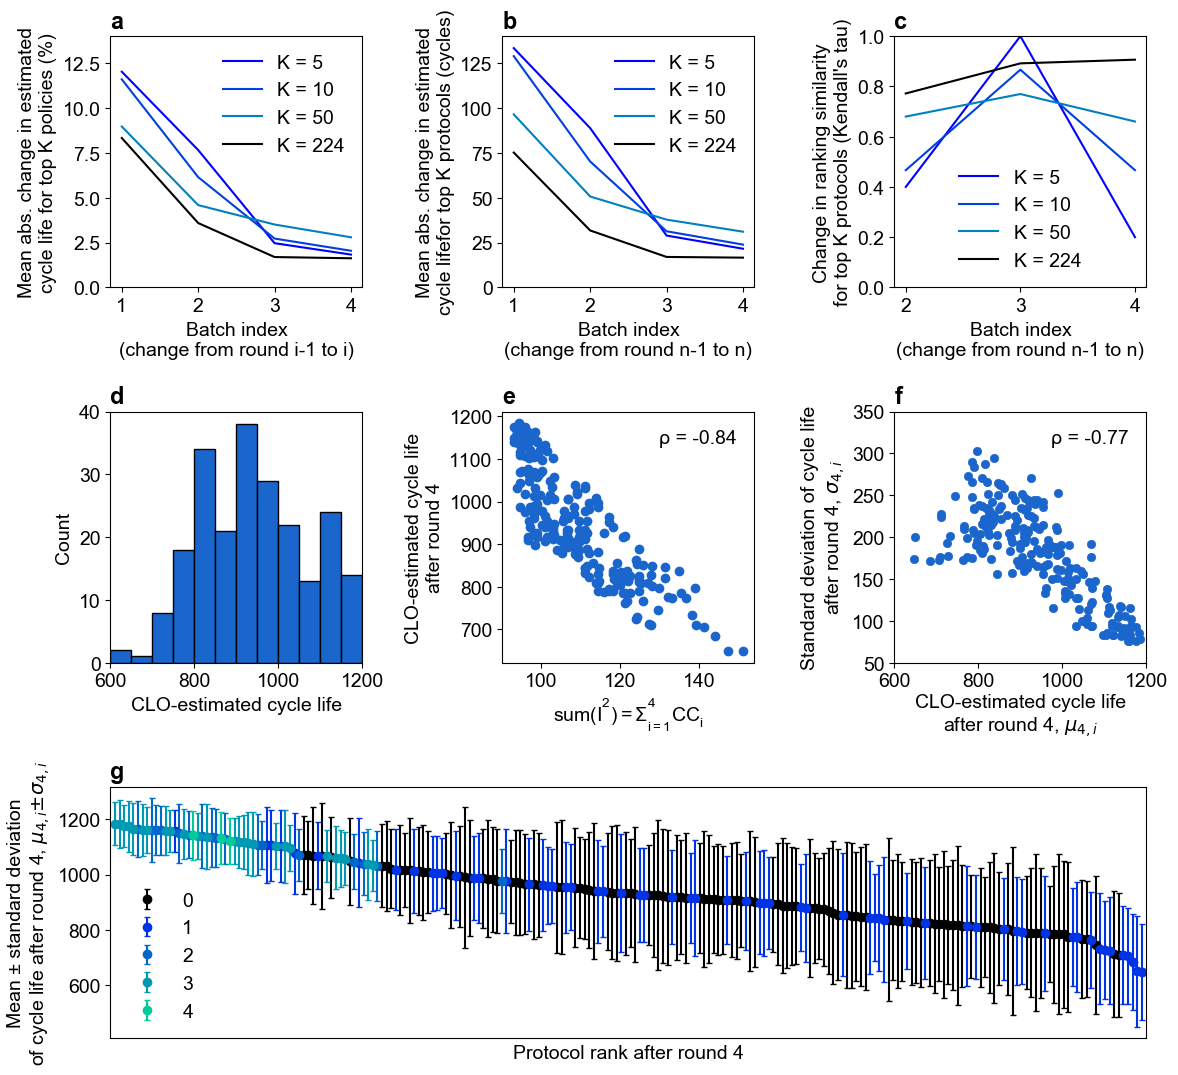 a
Mean abs. change in estimated
cycle life for top K policies (%)
12.5
10.0
7.5
5.0
2.5
0.0
1
2
3
4
K = 5
K = 10
K = 50
K = 224
Batch index
(change from round i-1 to i)
b
Mean abs. change in estimated
cycle lifefor top K protocols (cycles)
125
100
75
50
25
0
1
2
3
4
K = 5
K = 10
K = 50
K = 224
Batch index
(change from round n-1 to n)
c
Change in ranking similarity
for top K protocols (Kendall's tau)
1.0
0.8
0.6
0.4
0.2
0.0
2
3
4
K = 5
K = 10
K = 50
K = 224
Batch index
(change from round n-1 to n)
d
Count
40
30
20
10
0
600
800
1000
1200
CLO-estimated cycle life
e
CLO-estimated cycle life
after round 4
1200
1100
1000
900
800
700
100
120
140
ρ = -0.84
sum(I²) = Σ⁴ᵢ₌₁ CCᵢ
f
Standard deviation of cycle life
after round 4, σ₄,ᵢ
350
300
250
200
150
100
50
600
800
1000
1200
ρ = -0.77
CLO-estimated cycle life
after round 4, μ₄,ᵢ
g
Mean ± standard deviation
of cycle life after round 4, μ₄,ᵢ±σ₄,ᵢ
1200
1000
800
600
0
1
2
3
4
Protocol rank after round 4